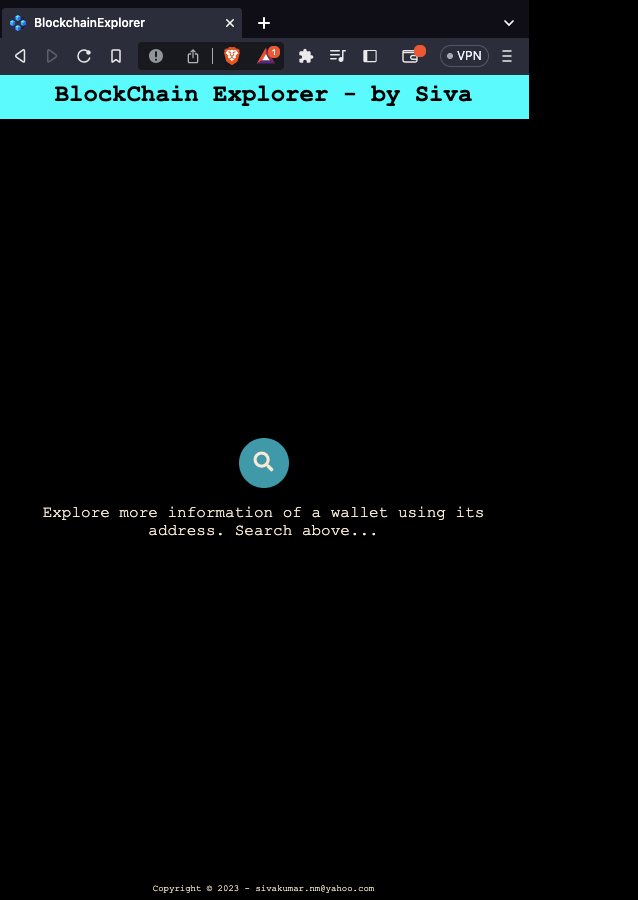 BlockchainExplorer
1
VPN
BlockChain Explorer - by Siva
Explore more information of a wallet using its
address. Search above...
Copyright © 2023 - sivakumar.nm@yahoo.com